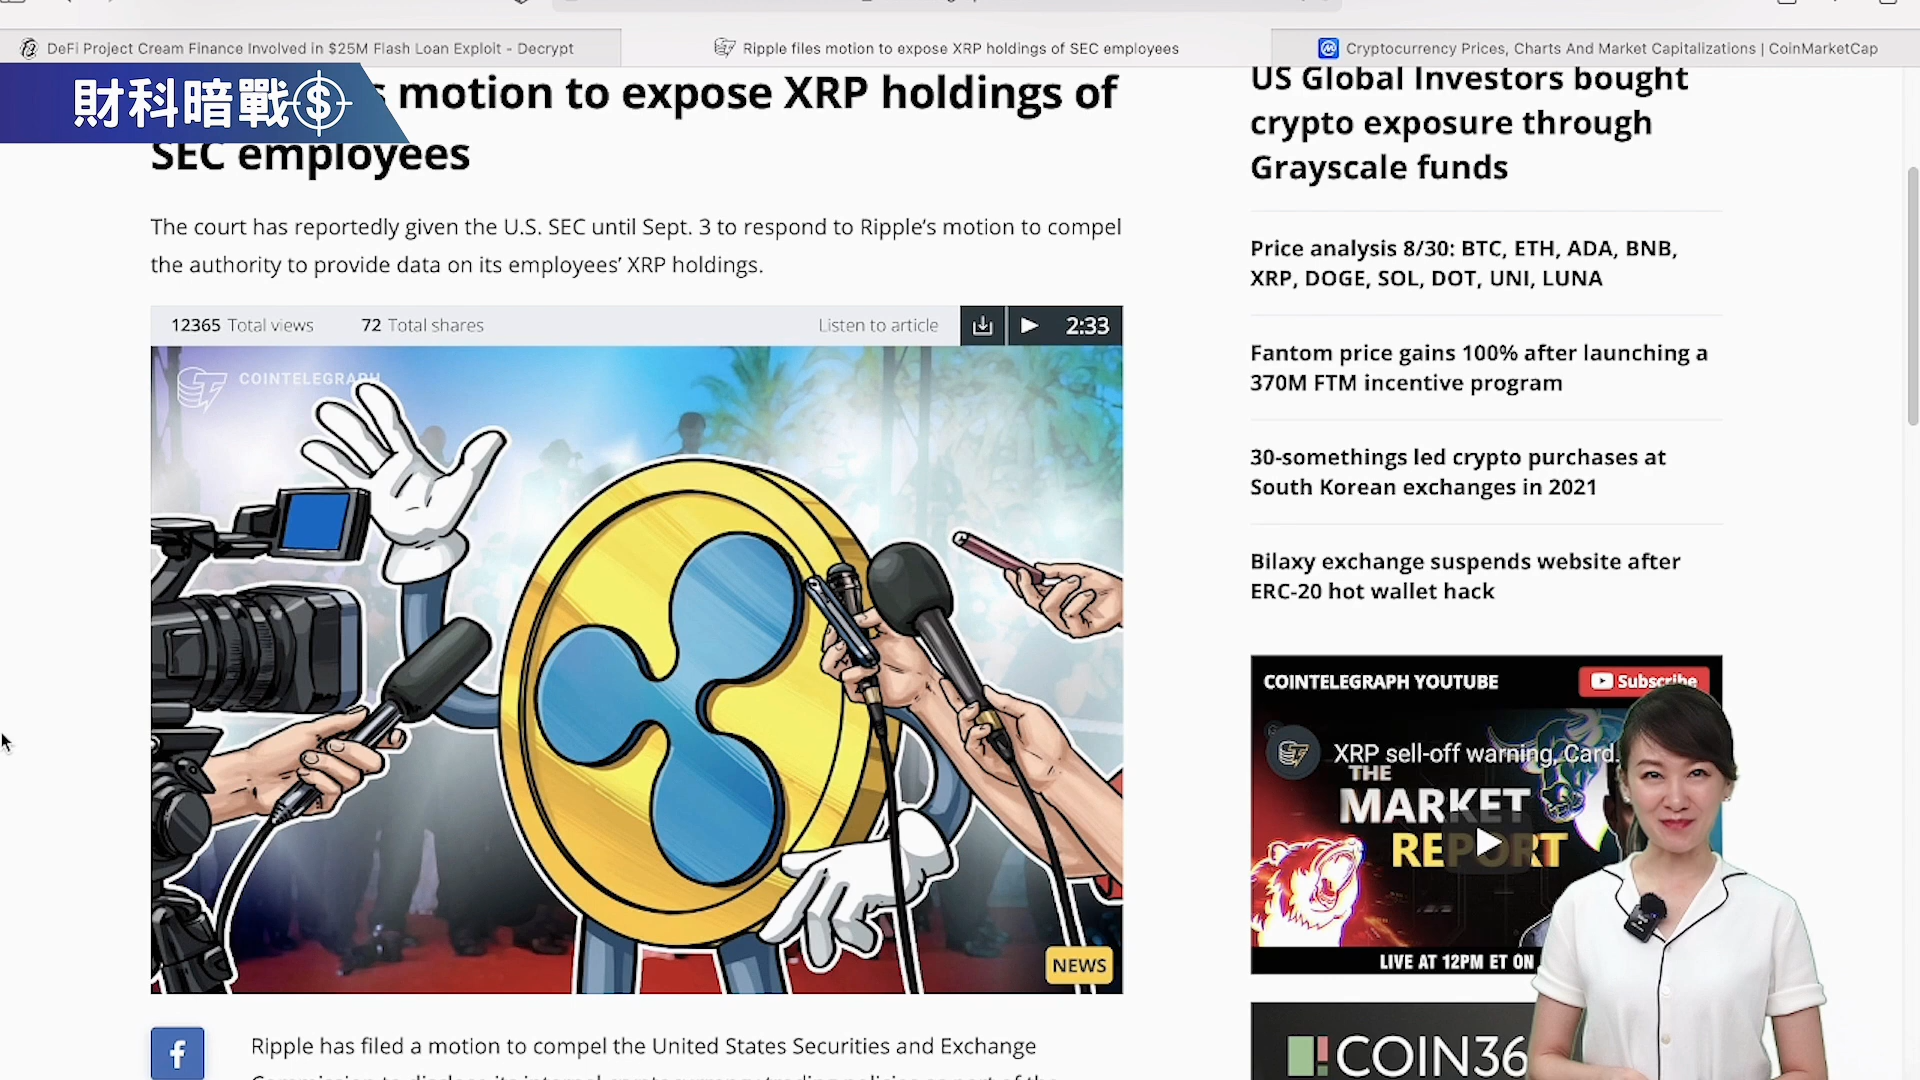 DeFi Project Cream Finance Involved in $25M Flash Loan Exploit - Decrypt
Ripple files motion to expose XRP holdings of SEC employees
Cryptocurrency Prices, Charts And Market Capitalizations | CoinMarketCap
財科暗戰
s motion to expose XRP holdings of
SEC employees
The court has reportedly given the U.S. SEC until Sept. 3 to respond to Ripple's motion to compel
the authority to provide data on its employees' XRP holdings.
12365 Total views
72 Total shares
Listen to article
2:33
COINTELEGRAPH
NEWS
Ripple has filed a motion to compel the United States Securities and Exchange
US Global Investors bought
crypto exposure through
Grayscale funds
Price analysis 8/30: BTC, ETH, ADA, BNB,
XRP, DOGE, SOL, DOT, UNI, LUNA
Fantom price gains 100% after launching a
370M FTM incentive program
30-somethings led crypto purchases at
South Korean exchanges in 2021
Bilaxy exchange suspends website after
ERC-20 hot wallet hack
COINTELEGRAPH YOUTUBE
Subscribe
XRP sell-off warning, Card.
THE
MARKET
REPORT
LIVE AT 12PM ET ON
COIN36